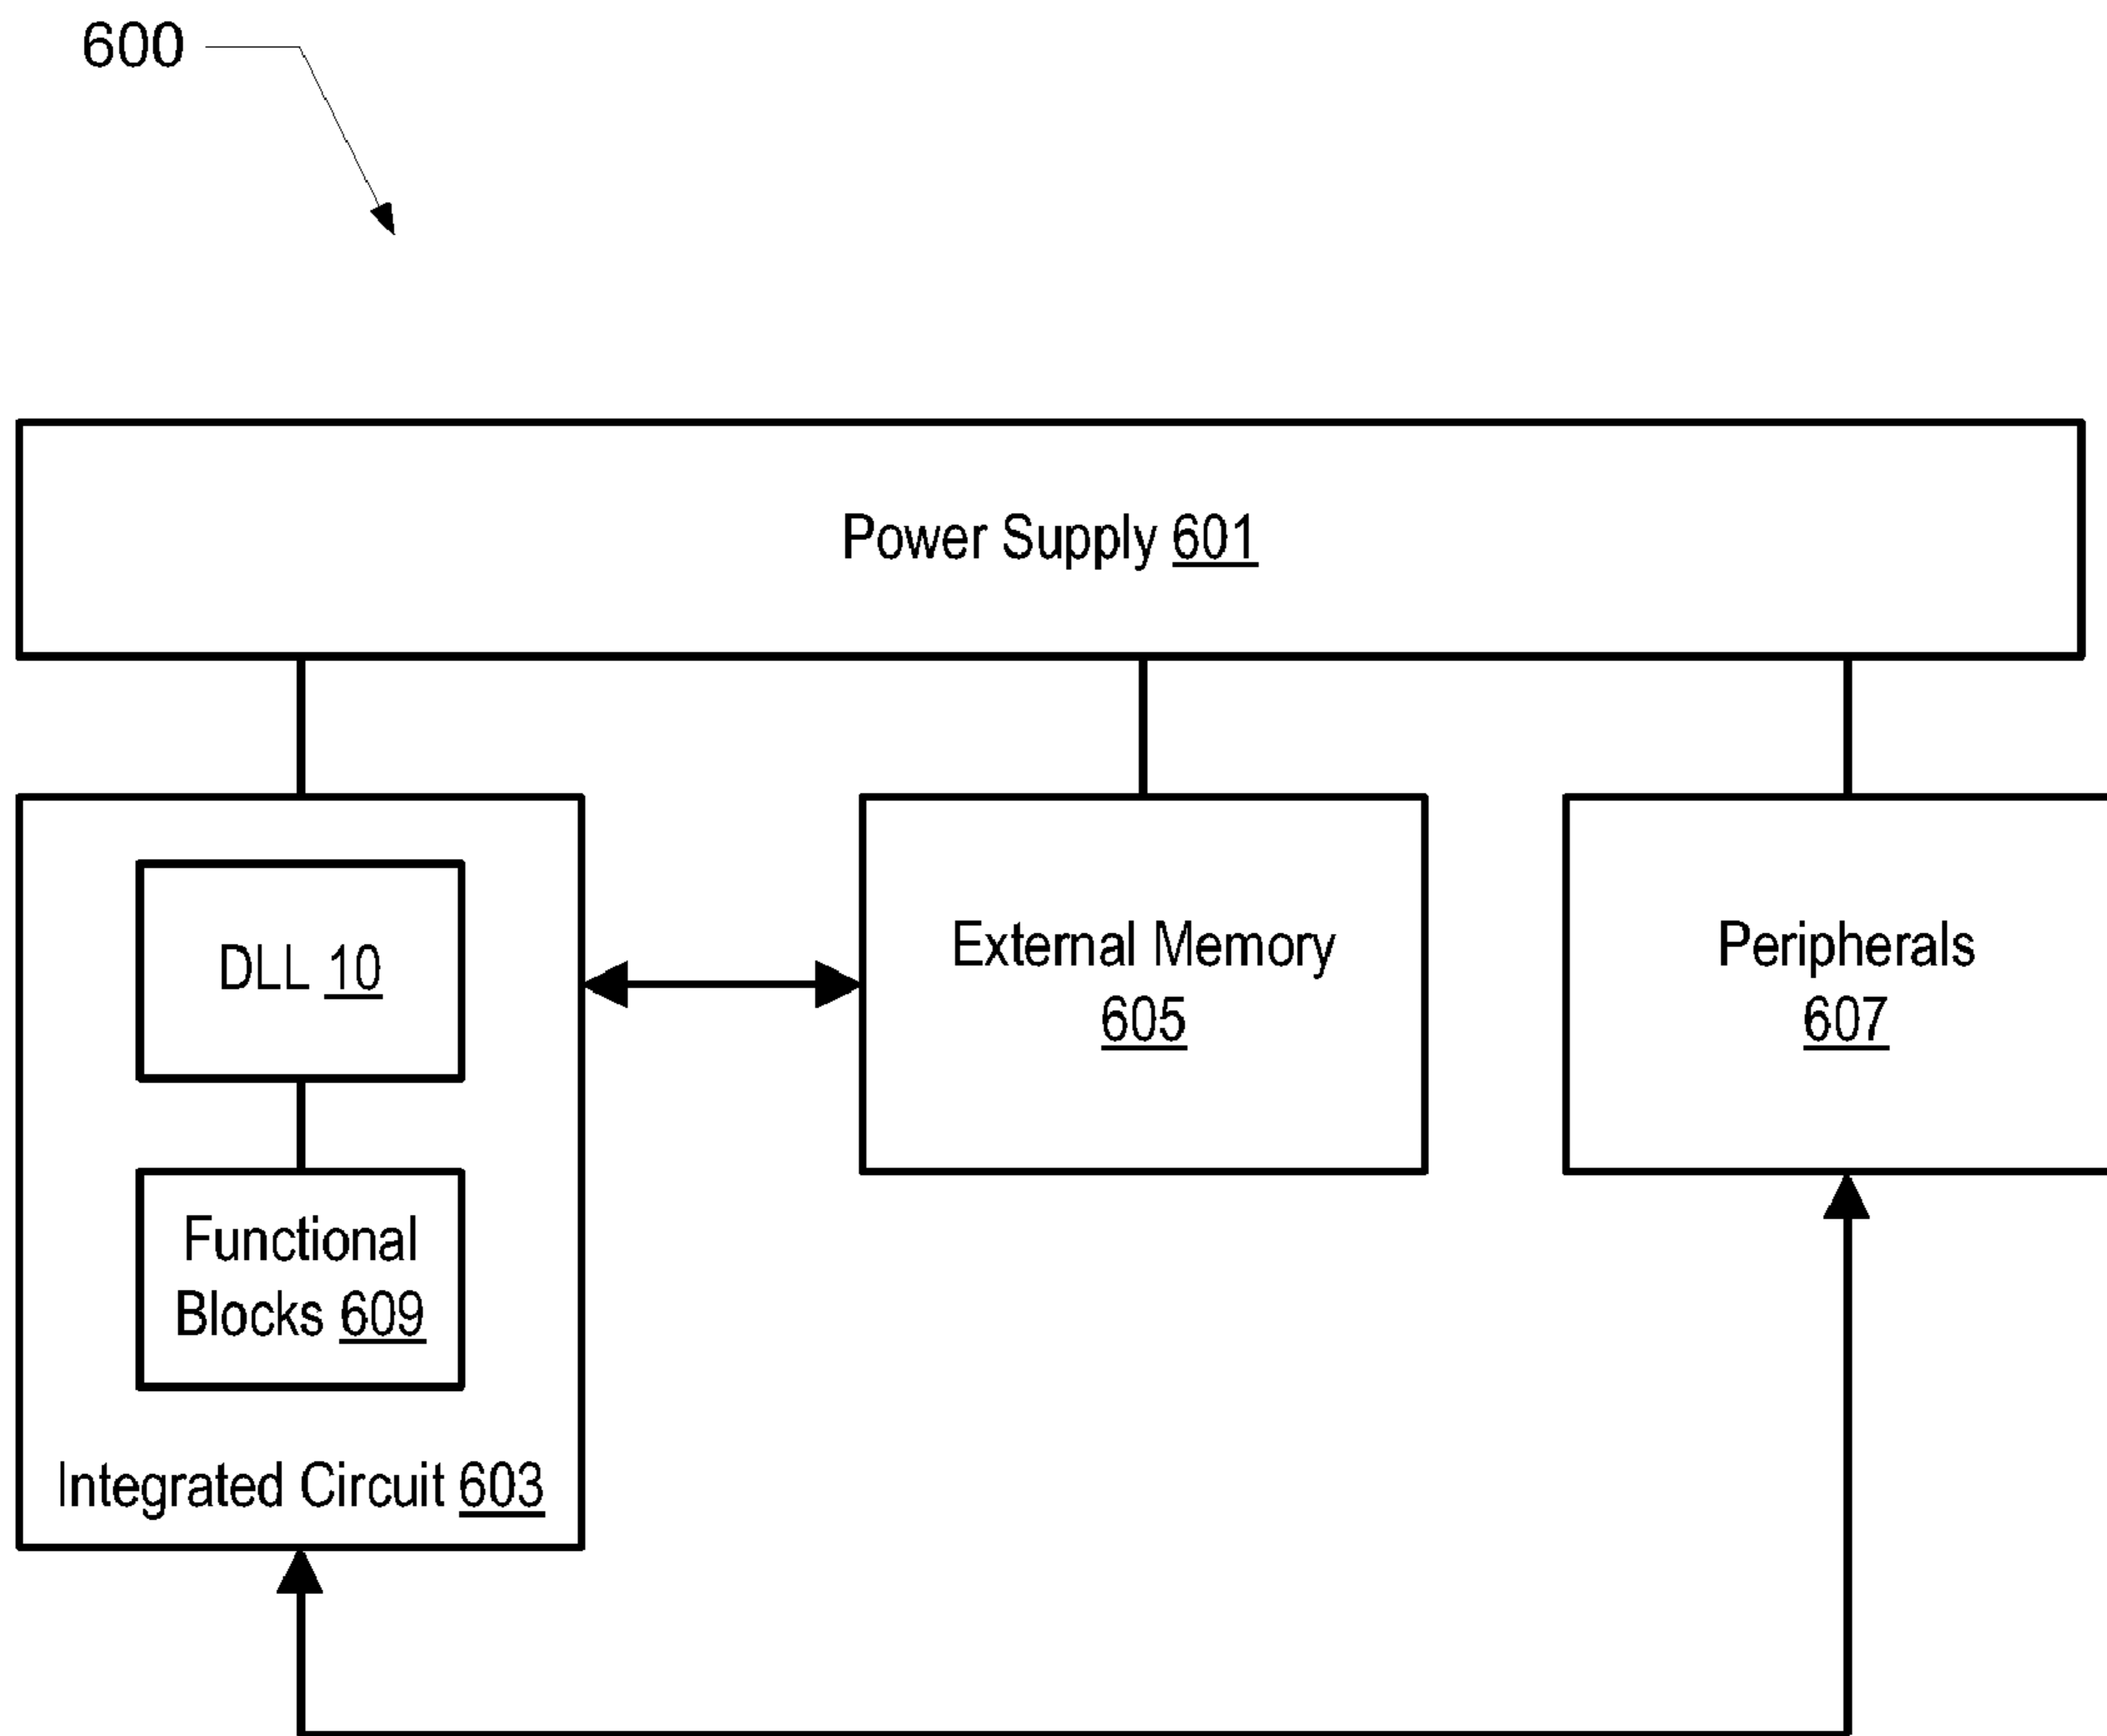 600
Power Supply 601
DLL 10
External Memory
605
Peripherals
607
Functional
Blocks 609
Integrated Circuit 603